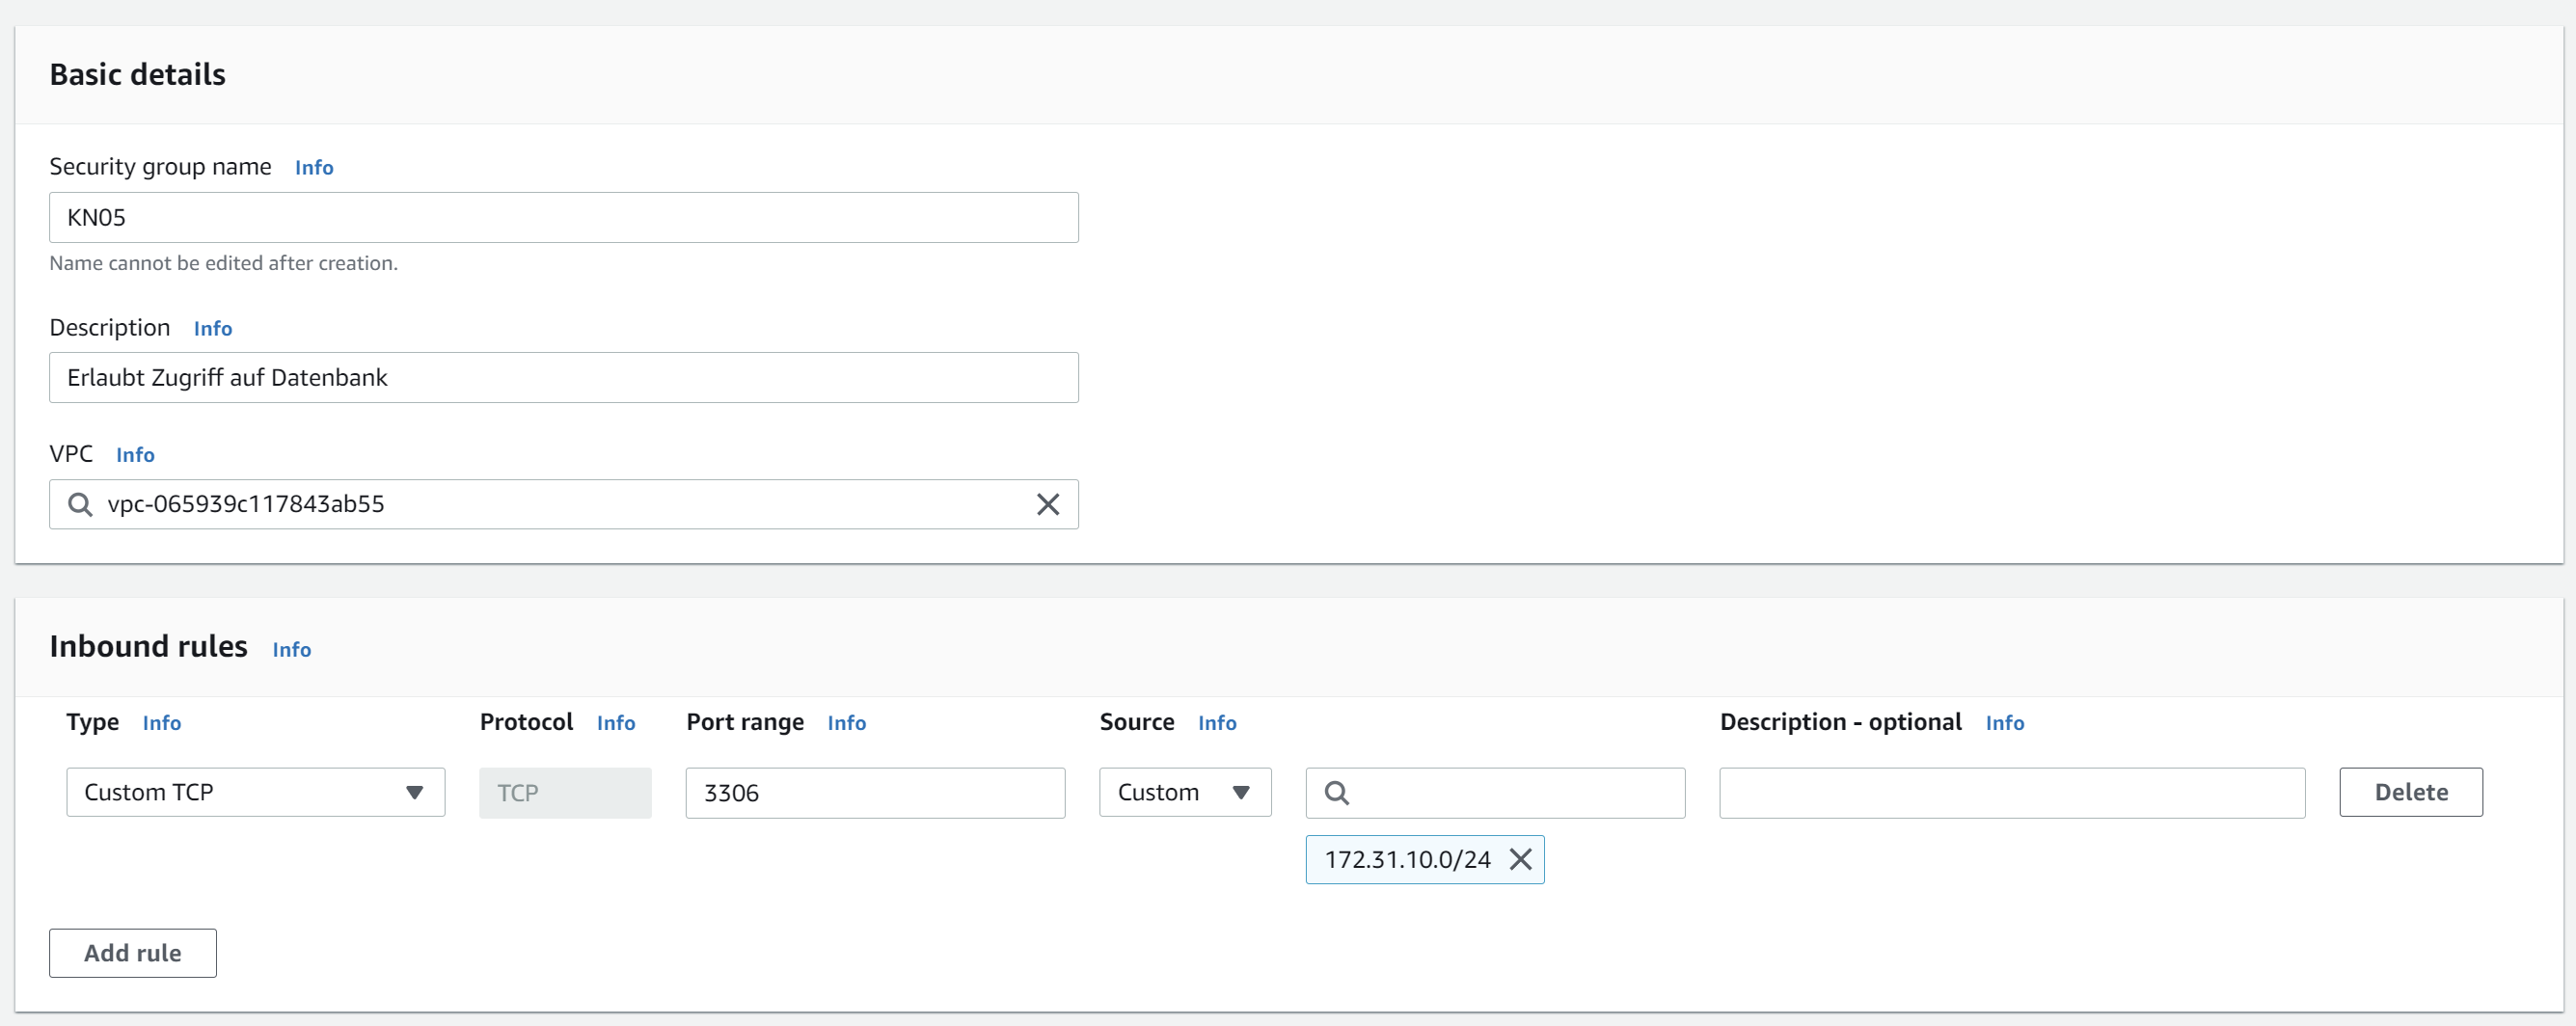 Basic details
Security group name Info
KN05
Name cannot be edited after creation.
Description Info
Erlaubt Zugriff auf Datenbank
VPC Info
vpc-065939c117843ab55
Inbound rules Info
Type Info Protocol Info Port range Info Source Info Description - optional Info
Custom TCP TCP 3306 Custom Delete
172.31.10.0/24
Add rule